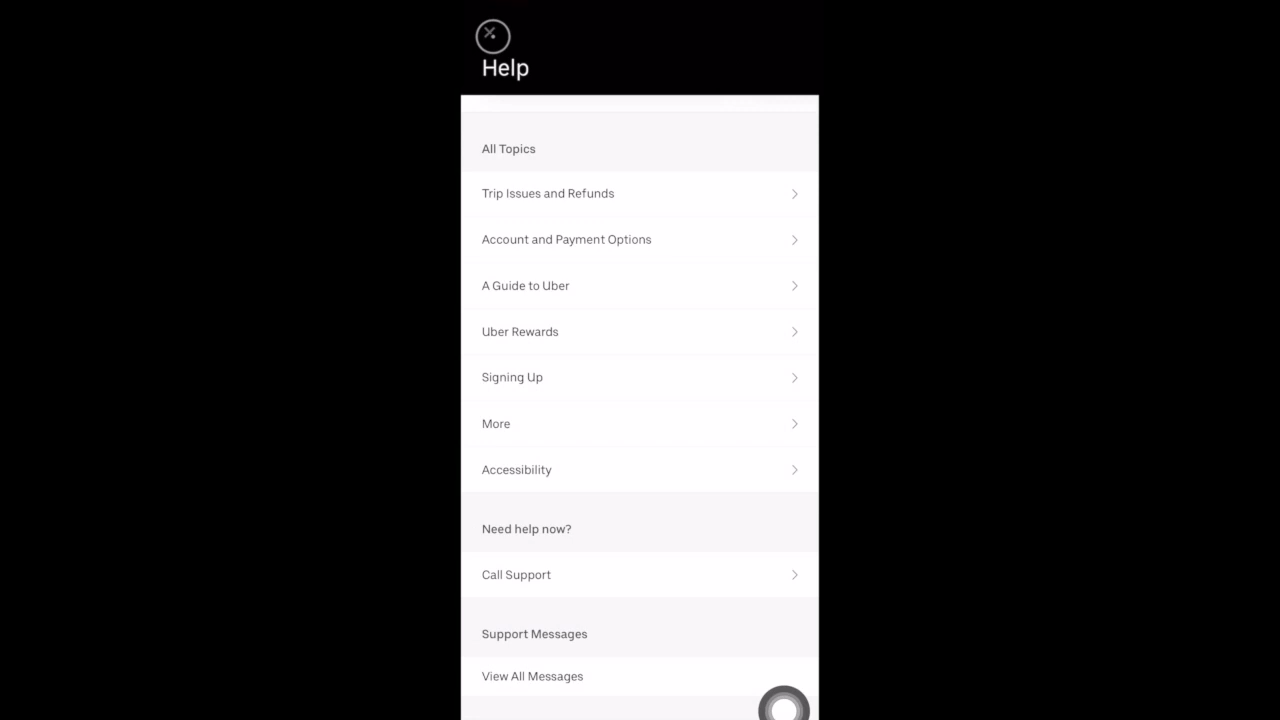 Help
All Topics
Trip Issues and Refunds
Account and Payment Options
A Guide to Uber
Uber Rewards
Signing Up
More
Accessibility
Need help now?
Call Support
Support Messages
View All Messages